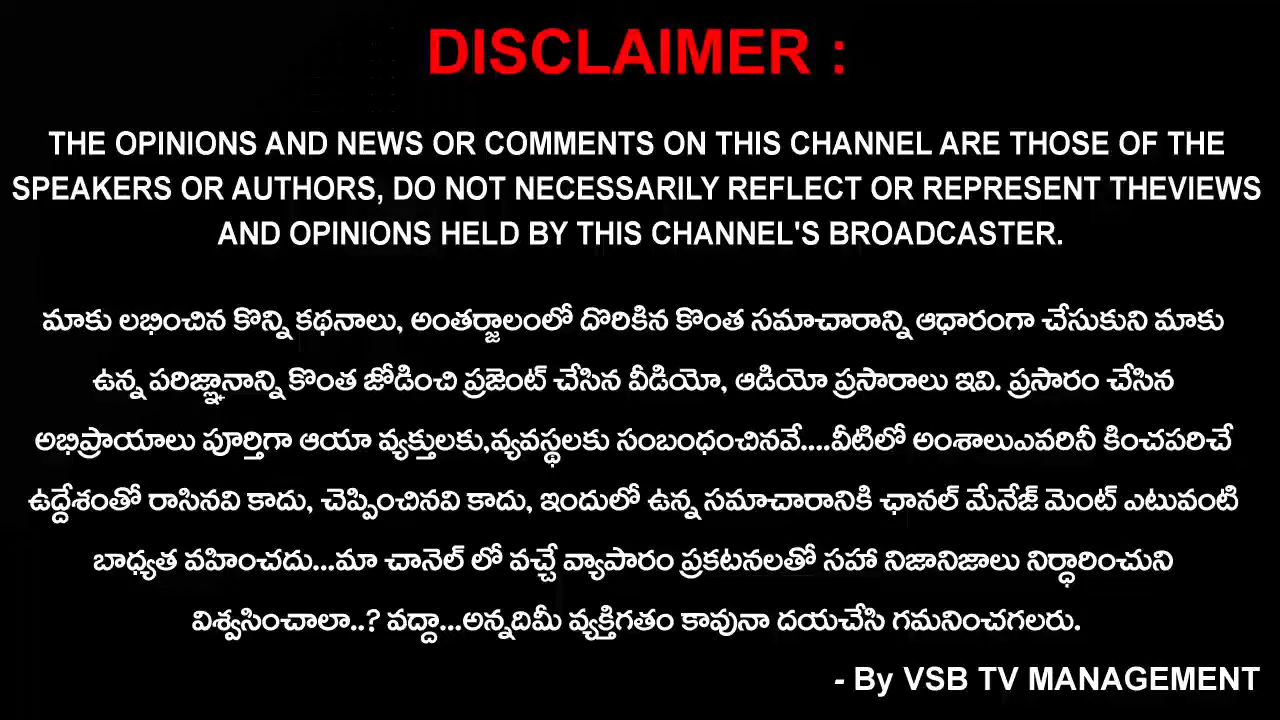 DISCLAIMER :
THE OPINIONS AND NEWS OR COMMENTS ON THIS CHANNEL ARE THOSE OF THE
SPEAKERS OR AUTHORS, DO NOT NECESSARILY REFLECT OR REPRESENT THEVIEWS
AND OPINIONS HELD BY THIS CHANNEL'S BROADCASTER.
మాకు లభించిన కొన్ని కథనాలు, అంతర్జాలంలో దొరికిన కొంత సమాచారాన్ని ఆధారంగా చేసుకుని మాకు
ఉన్న పరిజ్ఞానాన్ని కొంత జోడించి ప్రజెంట్ చేసిన వీడియో, ఆడియో ప్రసారాలు ఇవి. ప్రసారం చేసిన
అభిప్రాయాలు పూర్తిగా ఆయా వ్యక్తులకు,వ్యవస్థలకు సంబంధంచినవే....వీటిలో అంశాలుఎవరినీ కించపరిచే
ఉద్దేశంతో రాసినవి కాదు, చెప్పించినవి కాదు, ఇందులో ఉన్న సమాచారానికి ఛానల్ మేనేజ్ మెంట్ ఎటువంటి
బాధ్యత వహించదు...మా చానెల్ లో వచ్చే వ్యాపారం ప్రకటనలతో సహా నిజానిజాలు నిర్ధారించుని
విశ్వసించాలా..? వద్దా...అన్నదిమీ వ్యక్తిగతం కావునా దయచేసి గమనించగలరు.
- By VSB TV MANAGEMENT